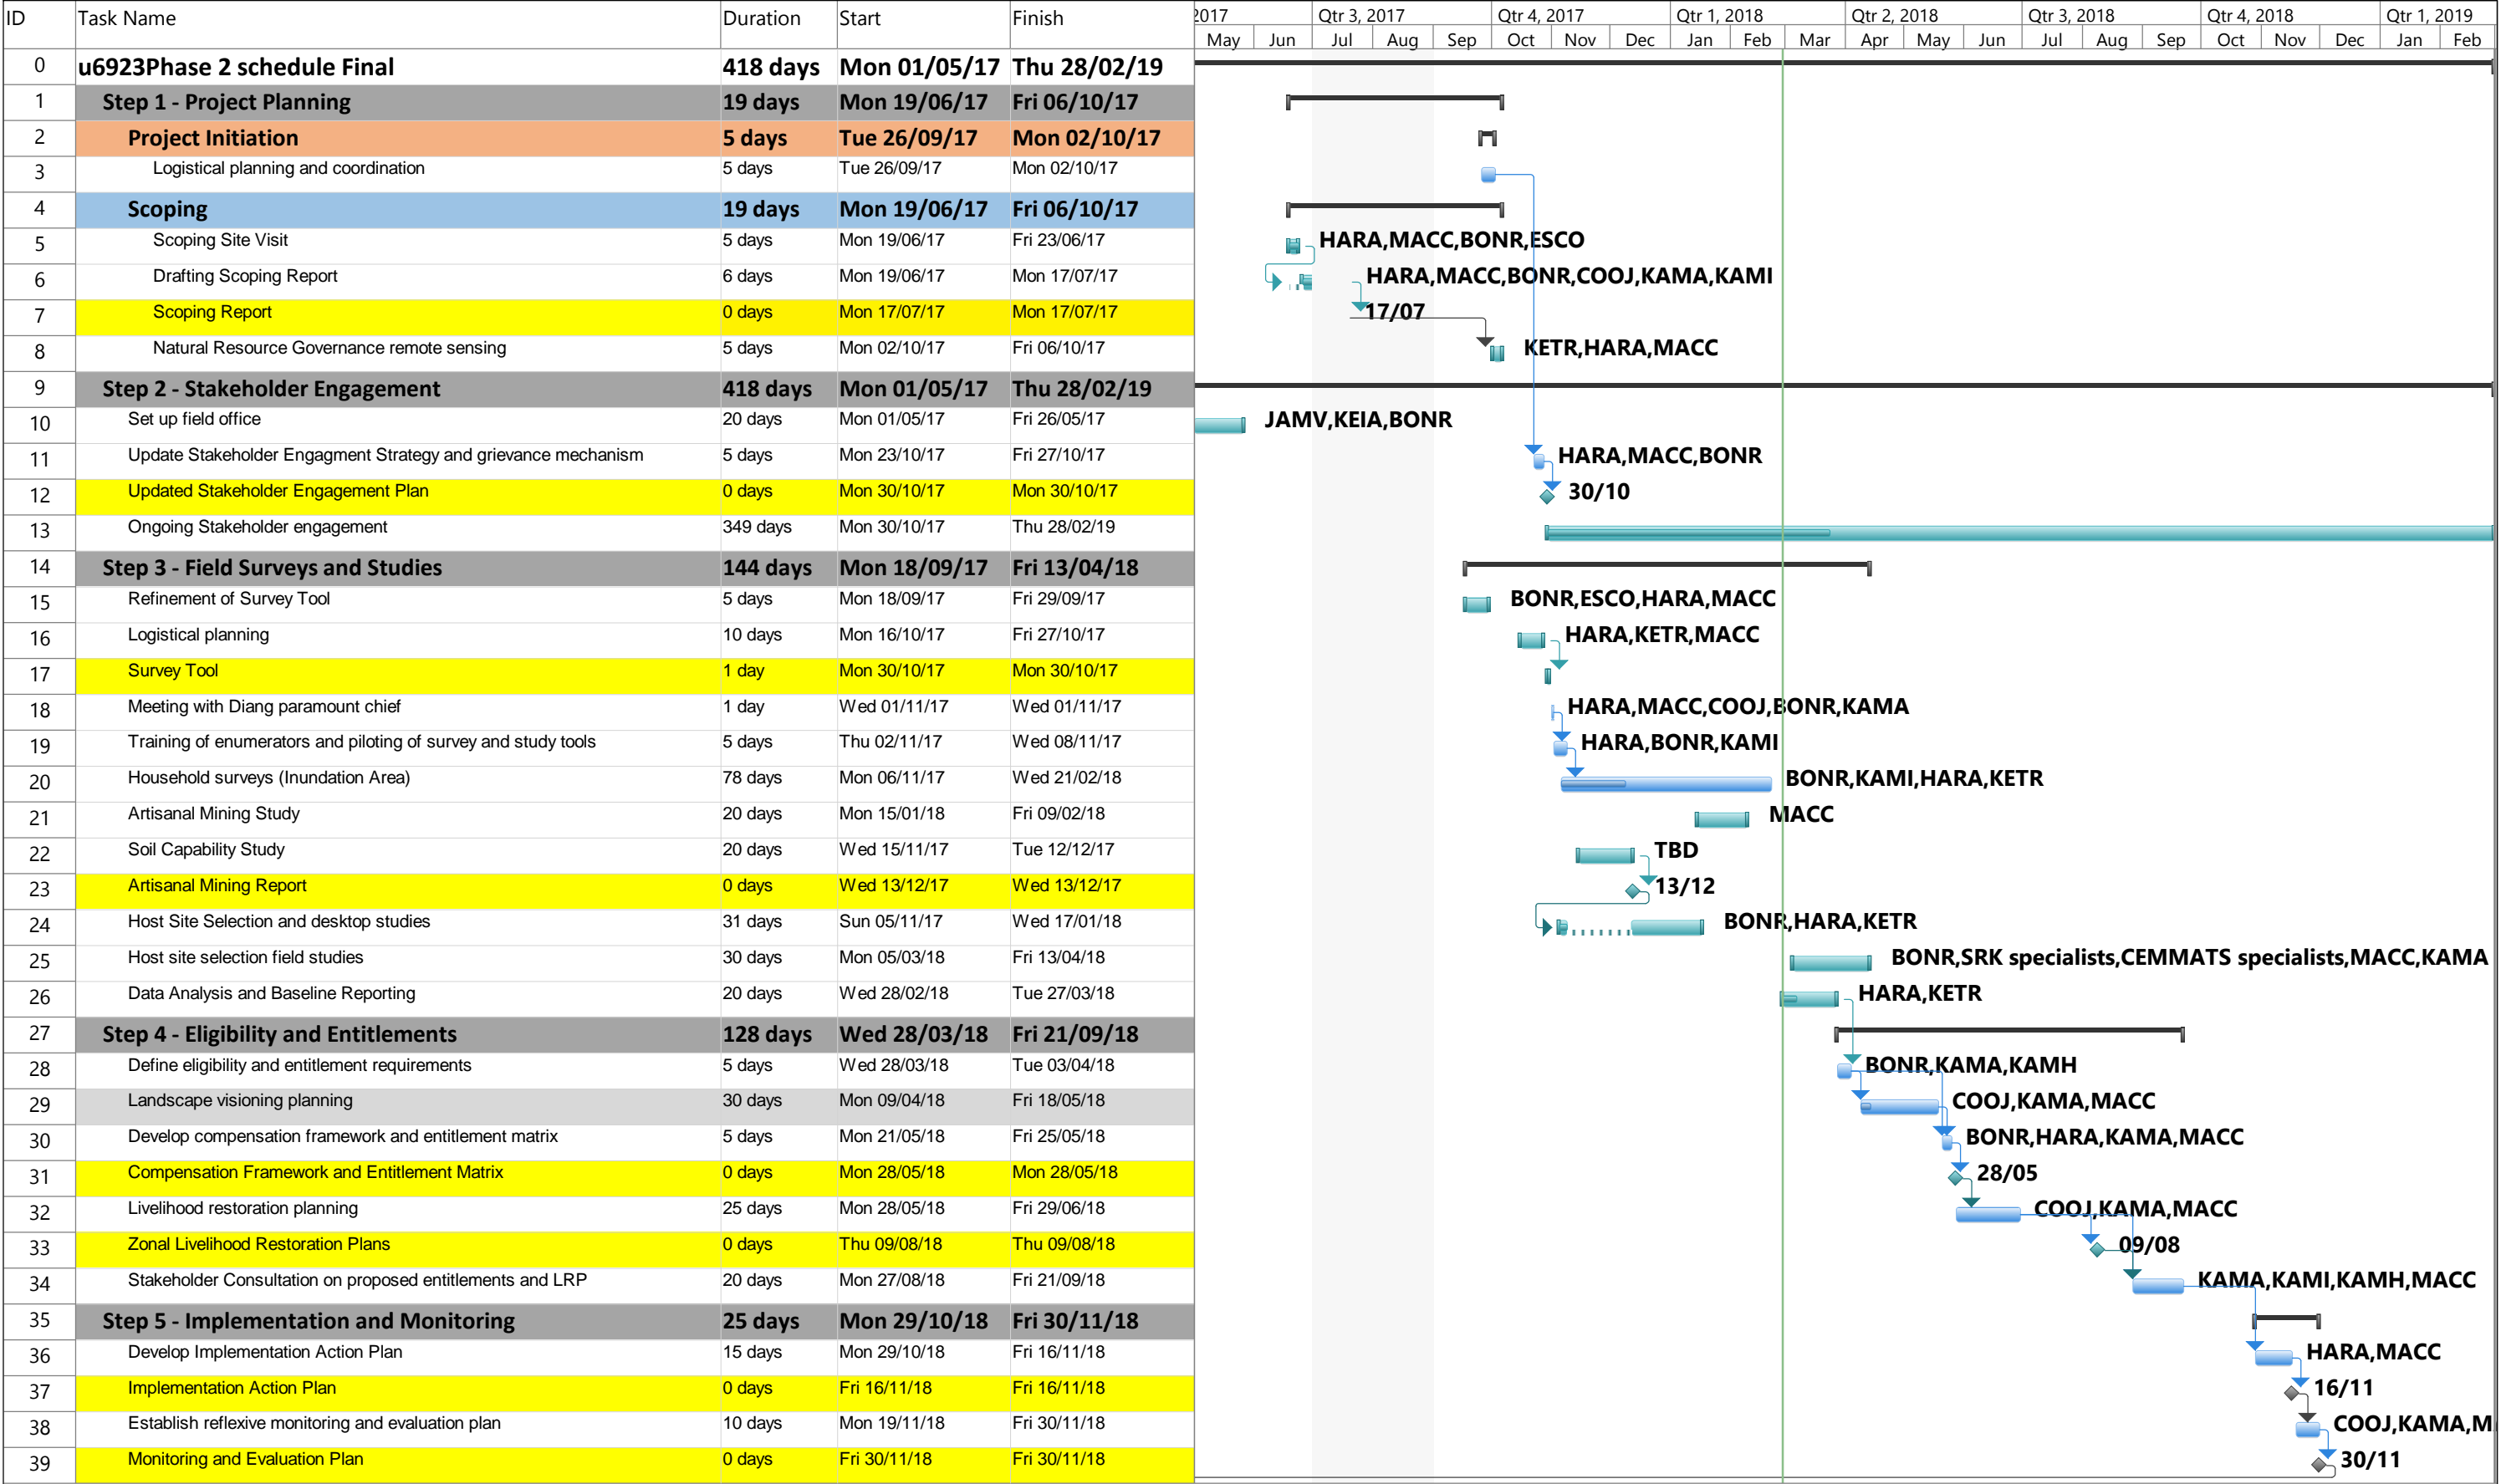 ID Task Name Duration Start Finish 2017 Qtr 3, 2017 Qtr 4, 2017 Qtr 1, 2018 Qtr 2, 2018 Qtr 3, 2018 Qtr 4, 2018 Qtr 1, 2019
May Jun Jul Aug Sep Oct Nov Dec Jan Feb Mar Apr May Jun Jul Aug Sep Oct Nov Dec Jan Feb
0 u6923Phase 2 schedule Final 418 days Mon 01/05/17 Thu 28/02/19
1 Step 1 - Project Planning 19 days Mon 19/06/17 Fri 06/10/17
2 Project Initiation 5 days Tue 26/09/17 Mon 02/10/17
3 Logistical planning and coordination 5 days Tue 26/09/17 Mon 02/10/17
4 Scoping 19 days Mon 19/06/17 Fri 06/10/17
5 Scoping Site Visit 5 days Mon 19/06/17 Fri 23/06/17 HARA,MACC,BONR,ESCO
6 Drafting Scoping Report 6 days Mon 19/06/17 Mon 17/07/17 HARA,MACC,BONR,COOJ,KAMA,KAMI
7 Scoping Report 0 days Mon 17/07/17 Mon 17/07/17 17/07
8 Natural Resource Governance remote sensing 5 days Mon 02/10/17 Fri 06/10/17 KETR,HARA,MACC
9 Step 2 - Stakeholder Engagement 418 days Mon 01/05/17 Thu 28/02/19
10 Set up field office 20 days Mon 01/05/17 Fri 26/05/17 JAMV,KEIA,BONR
11 Update Stakeholder Engagment Strategy and grievance mechanism 5 days Mon 23/10/17 Fri 27/10/17 HARA,MACC,BONR
12 Updated Stakeholder Engagement Plan 0 days Mon 30/10/17 Mon 30/10/17 30/10
13 Ongoing Stakeholder engagement 349 days Mon 30/10/17 Thu 28/02/19
14 Step 3 - Field Surveys and Studies 144 days Mon 18/09/17 Fri 13/04/18
15 Refinement of Survey Tool 5 days Mon 18/09/17 Fri 29/09/17 BONR,ESCO,HARA,MACC
16 Logistical planning 10 days Mon 16/10/17 Fri 27/10/17 HARA,KETR,MACC
17 Survey Tool 1 day Mon 30/10/17 Mon 30/10/17
18 Meeting with Diang paramount chief 1 day Wed 01/11/17 Wed 01/11/17 HARA,MACC,COOJ,BONR,KAMA
19 Training of enumerators and piloting of survey and study tools 5 days Thu 02/11/17 Wed 08/11/17 HARA,BONR,KAMI
20 Household surveys (Inundation Area) 78 days Mon 06/11/17 Wed 21/02/18 BONR,KAMI,HARA,KETR
21 Artisanal Mining Study 20 days Mon 15/01/18 Fri 09/02/18 MACC
22 Soil Capability Study 20 days Wed 15/11/17 Tue 12/12/17 TBD
23 Artisanal Mining Report 0 days Wed 13/12/17 Wed 13/12/17 13/12
24 Host Site Selection and desktop studies 31 days Sun 05/11/17 Wed 17/01/18 BONR,HARA,KETR
25 Host site selection field studies 30 days Mon 05/03/18 Fri 13/04/18 BONR,SRK specialists,CEMMATS specialists,MACC,KAMA
26 Data Analysis and Baseline Reporting 20 days Wed 28/02/18 Tue 27/03/18 HARA,KETR
27 Step 4 - Eligibility and Entitlements 128 days Wed 28/03/18 Fri 21/09/18
28 Define eligibility and entitlement requirements 5 days Wed 28/03/18 Tue 03/04/18 BONR,KAMA,KAMH
29 Landscape visioning planning 30 days Mon 09/04/18 Fri 18/05/18 COOJ,KAMA,MACC
30 Develop compensation framework and entitlement matrix 5 days Mon 21/05/18 Fri 25/05/18 BONR,HARA,KAMA,MACC
31 Compensation Framework and Entitlement Matrix 0 days Mon 28/05/18 Mon 28/05/18 28/05
32 Livelihood restoration planning 25 days Mon 28/05/18 Fri 29/06/18 COOJ,KAMA,MACC
33 Zonal Livelihood Restoration Plans 0 days Thu 09/08/18 Thu 09/08/18 09/08
34 Stakeholder Consultation on proposed entitlements and LRP 20 days Mon 27/08/18 Fri 21/09/18 KAMA,KAMI,KAMH,MACC
35 Step 5 - Implementation and Monitoring 25 days Mon 29/10/18 Fri 30/11/18
36 Develop Implementation Action Plan 15 days Mon 29/10/18 Fri 16/11/18 HARA,MACC
37 Implementation Action Plan 0 days Fri 16/11/18 Fri 16/11/18 16/11
38 Establish reflexive monitoring and evaluation plan 10 days Mon 19/11/18 Fri 30/11/18 COOJ,KAMA,M
39 Monitoring and Evaluation Plan 0 days Fri 30/11/18 Fri 30/11/18 30/11